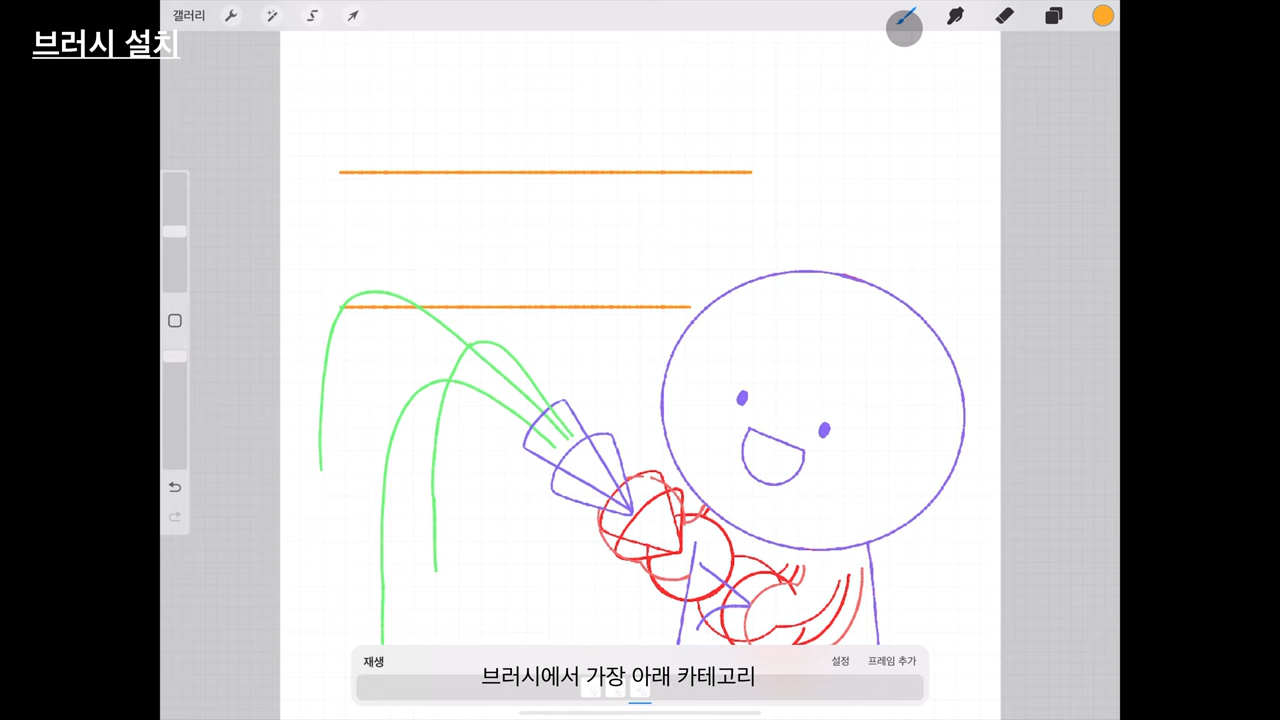 갤러리
브러시 설치
재생
설정
프레임 추가
브러시에서 가장 아래 카테고리